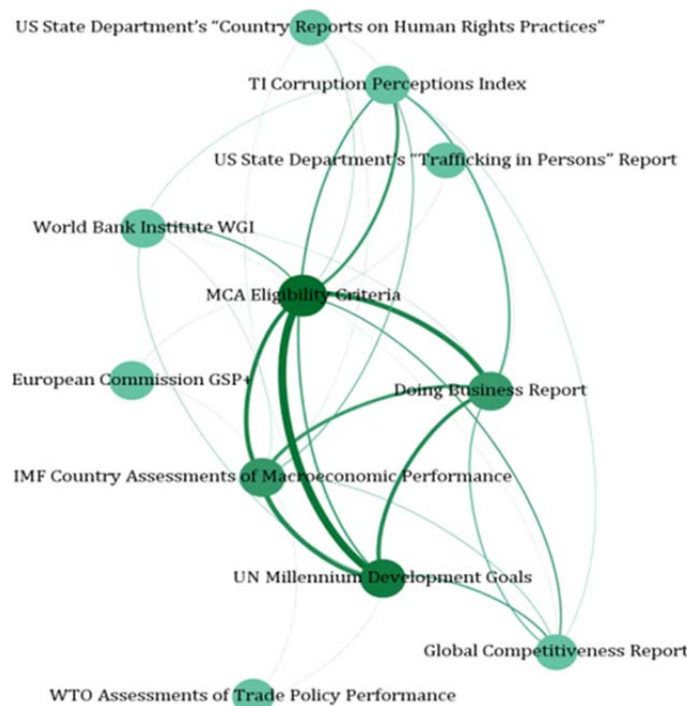 US State Department's “Country Reports on Human Rights Practices”
TI Corruption Perceptions Index
US State Department's “Trafficking in Persons” Report
World Bank Institute WGI
MCA Eligibility Criteria
European Commission GSP+
Doing Business Report
IMF Country Assessments of Macroeconomic Performance
UN Millennium Development Goals
Global Competitiveness Report
WTO Assessments of Trade Policy Performance